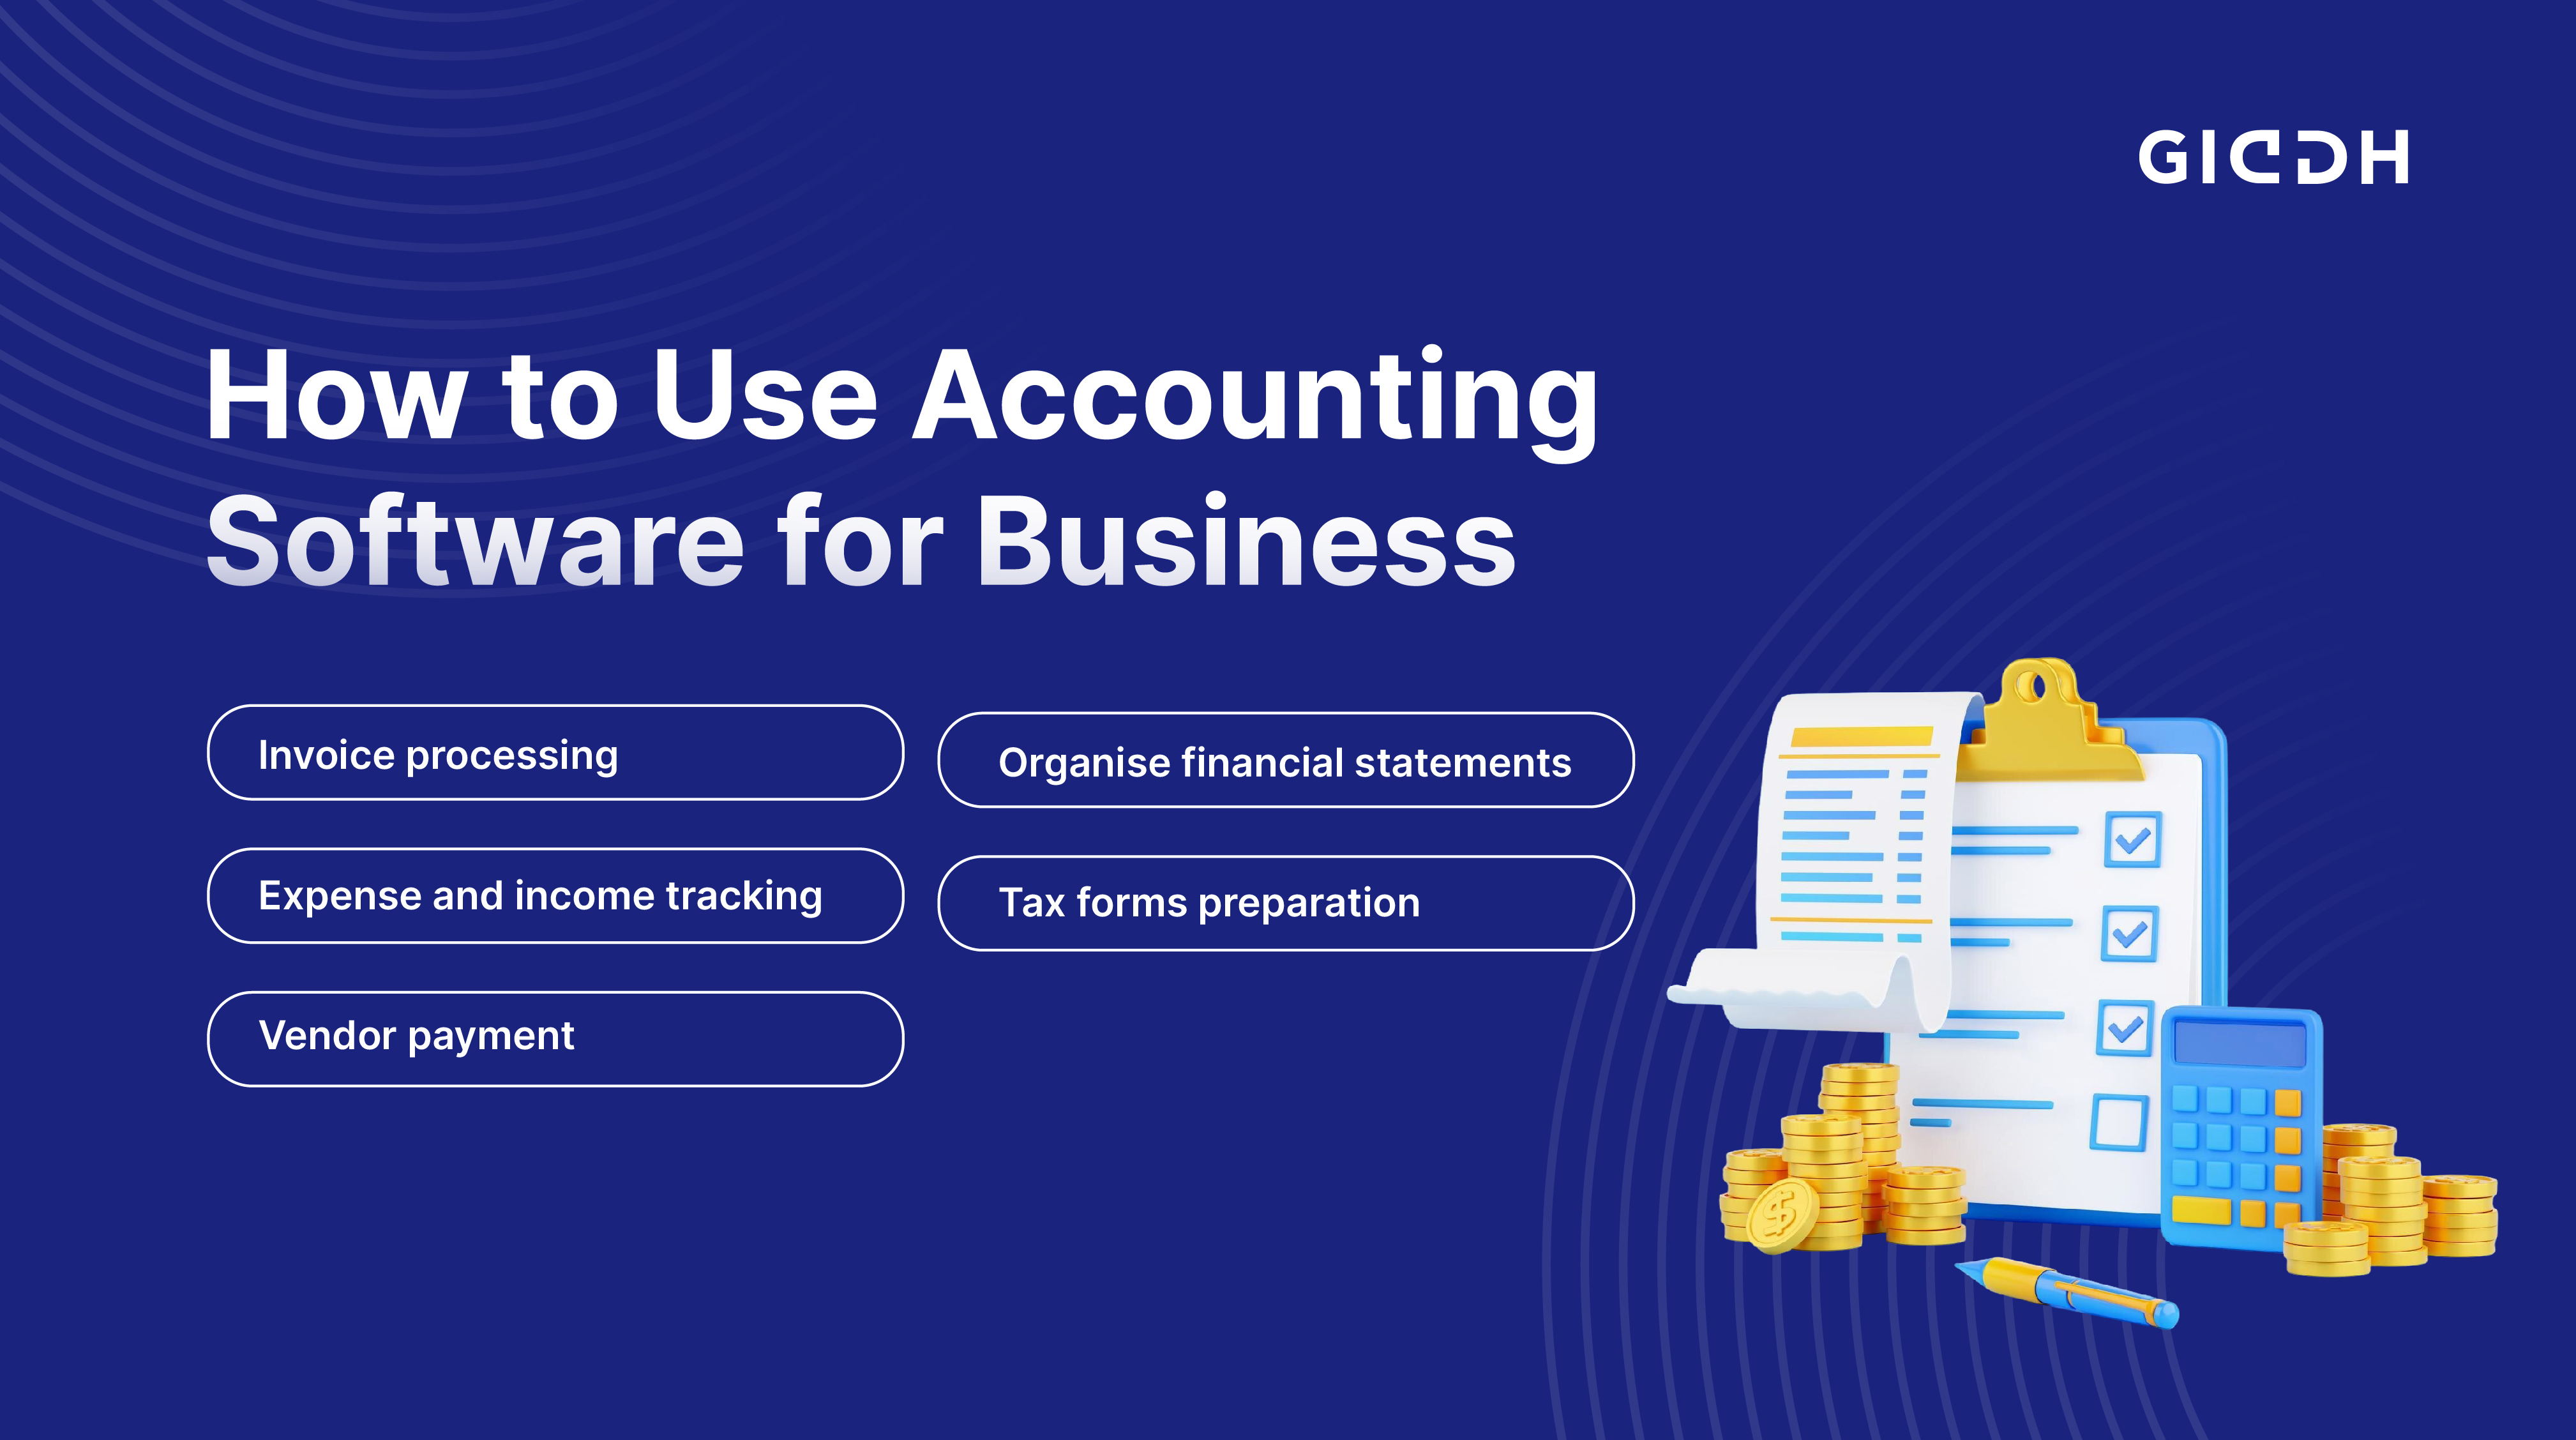 GIDDH
How to Use Accounting
Software for Business
Invoice processing
Organise financial statements
Expense and income tracking
Tax forms preparation
Vendor payment
$